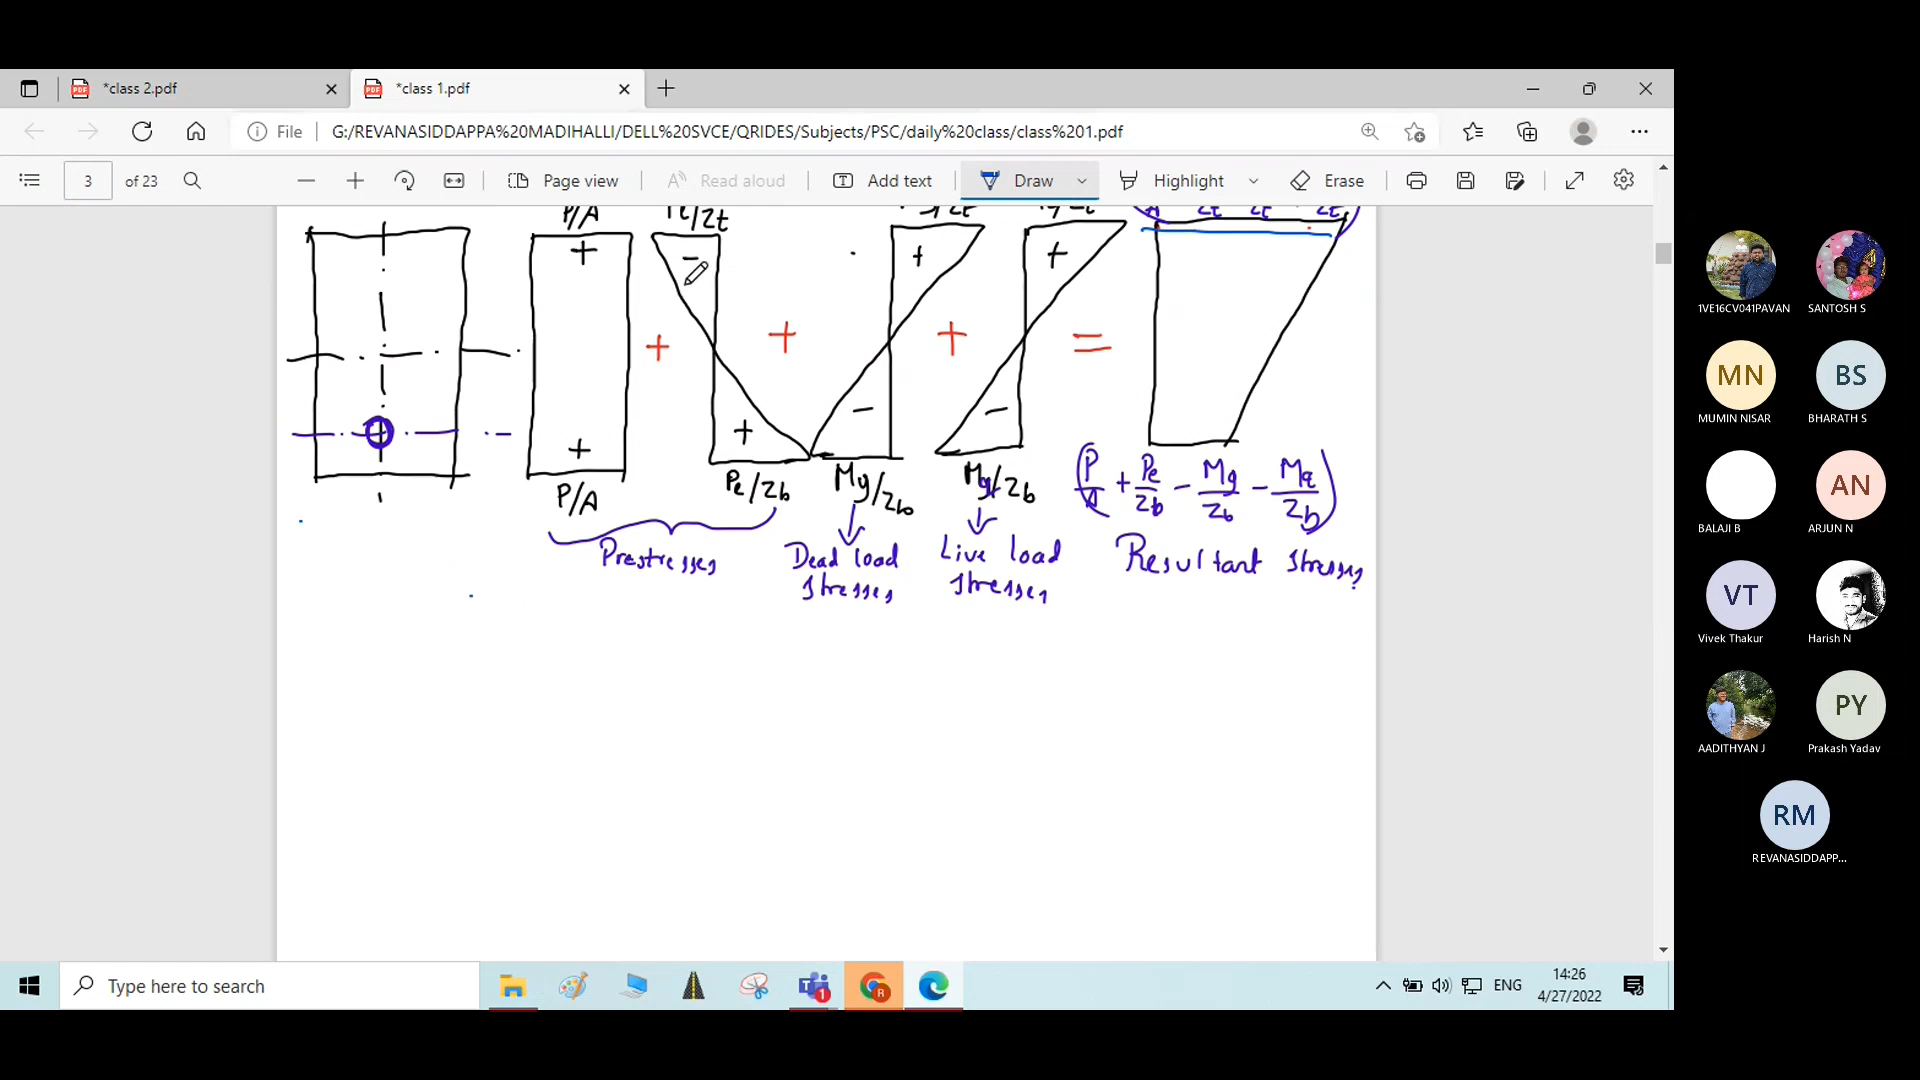 *class 2.pdf
*class 1.pdf
File
G:/REVANASIDDAPPA%20MADIHALLI/DELL%20SVCE/QRIDES/Subjects/PSC/daily%20class/class%201.pdf
3 of 23
Page view
Read aloud
Add text
Draw
Highlight
Erase
P/A
+ + + + = 
+ − + +
+ + − −
P/A
Pe/Zb
Mg/Zb
Mq/Zb
(P/A + Pe/Zb − Mg/Zb − Mq/Zb)
Prestresses
Dead load stresses
Live load stresses
Resultant stresses
1VE16CV041PAVAN
SANTOSH S
MN
MUMIN NISAR
BS
BHARATH S
BALAJI B
AN
ARJUN N
VT
Vivek Thakur
Harish N
AADITHYAN J
PY
Prakash Yadav
RM
REVANASIDDAPP...
Type here to search
1
R
ENG
14:26
4/27/2022